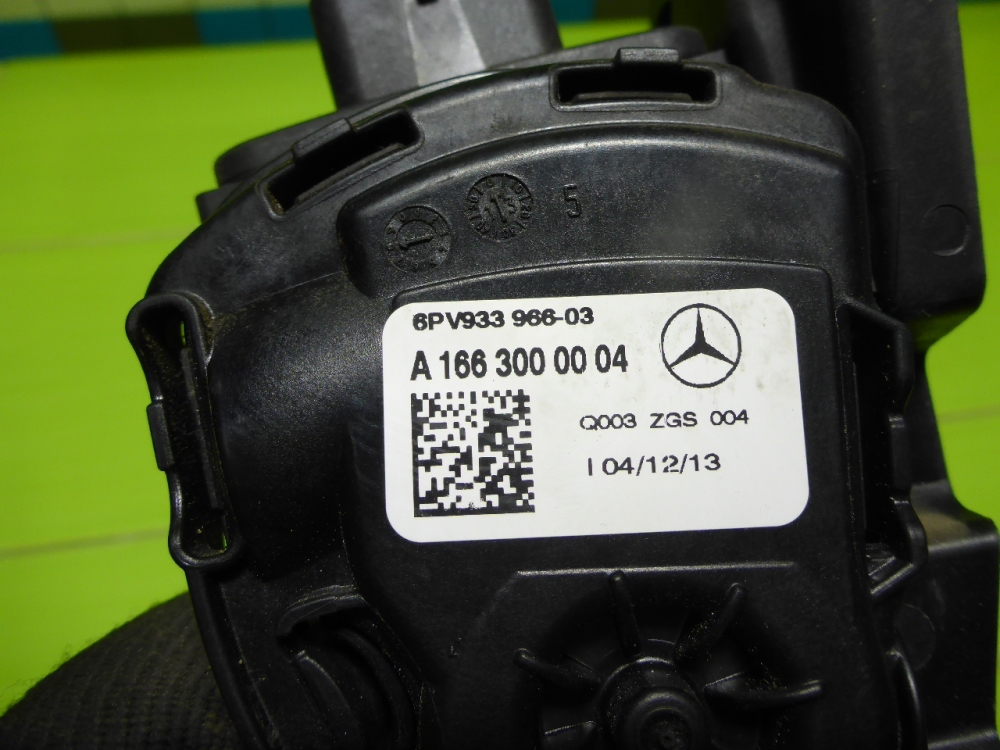 5
6PV933 966-03
A 166 300 00 04
Q003 ZGS 004
I 04/12/13